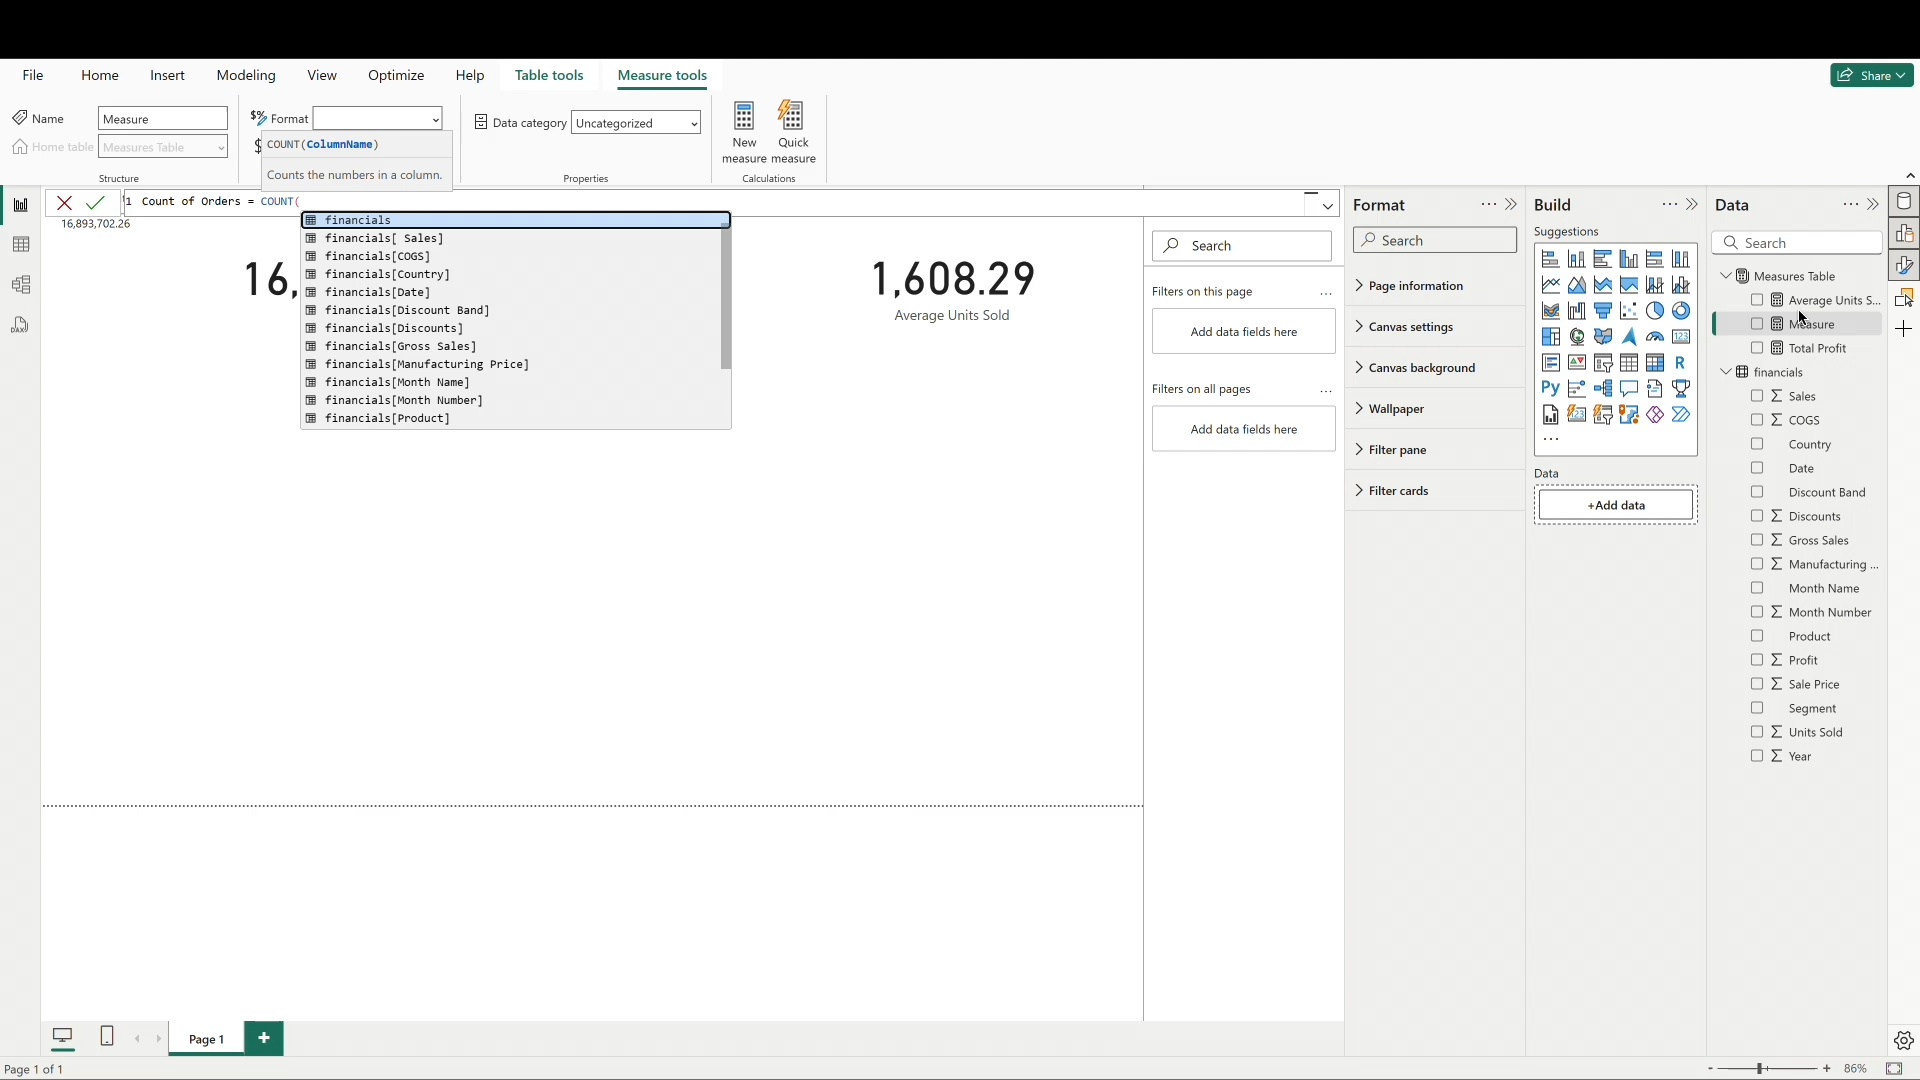 File Home Insert Modeling View Optimize Help Table tools Measure tools Share
Name Measure
Home table Measures Table
Structure
$% Format
$
COUNT(ColumnName)
Counts the numbers in a column.
Data category Uncategorized
Properties
New measure
Quick measure
Calculations
1 Count of Orders = COUNT(
16,893,702.26
financials
financials[ Sales]
financials[COGS]
financials[Country]
financials[Date]
financials[Discount Band]
financials[Discounts]
financials[Gross Sales]
financials[Manufacturing Price]
financials[Month Name]
financials[Month Number]
financials[Product]
16,
1,608.29
Average Units Sold
Search
Filters on this page ...
Add data fields here
Filters on all pages ...
Add data fields here
Format ...
Search
Page information
Canvas settings
Canvas background
Wallpaper
Filter pane
Filter cards
Build ...
Suggestions
123
R
Py
123
...
Data
+Add data
Data ...
Search
Measures Table
Average Units S...
Measure
Total Profit
financials
Sales
COGS
Country
Date
Discount Band
Discounts
Gross Sales
Manufacturing ...
Month Name
Month Number
Product
Profit
Sale Price
Segment
Units Sold
Year
DAX
Page 1
+
Page 1 of 1
- + 86%